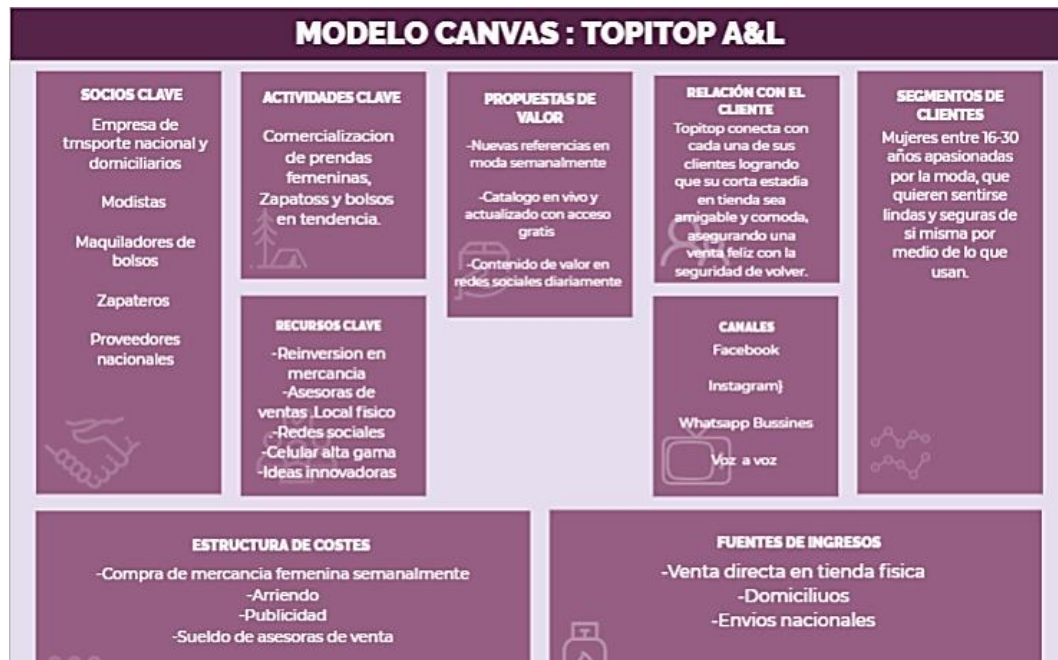 MODELO CANVAS : TOPITOP A&L
SOCIOS CLAVE
Empresa de
trnsporte nacional y
domiciliarios
Modistas
Maquiladores de
bolsos
Zapateros
Proveedores
nacionales
ACTIVIDADES CLAVE
Comercializacion
de prendas
femeninas,
Zapatoss y bolsos
en tendencia.
RECURSOS CLAVE
-Reinversion en
mercancia
-Asesoras de
ventas .Local fisico
-Redes sociales
-Celular alta gama
-Ideas innovadoras
PROPUESTAS DE
VALOR
-Nuevas referencias en
moda semanalmente
-Catalogo en vivo y
actualizado con acceso
gratis
-Contenido de valor en
redes sociales diariamente
RELACIÓN CON EL
CLIENTE
Topitop conecta con
cada una de sus
clientes logrando
que su corta estadia
en tienda sea
amigable y comoda,
asegurando una
venta feliz con la
seguridad de volver.
CANALES
Facebook
Instagram}
Whatsapp Bussines
Voz a voz
SEGMENTOS DE
CLIENTES
Mujeres entre 16-30
años apasionadas
por la moda, que
quieren sentirse
lindas y seguras de
si misma por
medio de lo que
usan.
ESTRUCTURA DE COSTES
-Compra de mercancia femenina semanalmente
-Arriendo
-Publicidad
-Sueldo de asesoras de venta
FUENTES DE INGRESOS
-Venta directa en tienda fisica
-Domiciliuos
-Envios nacionales